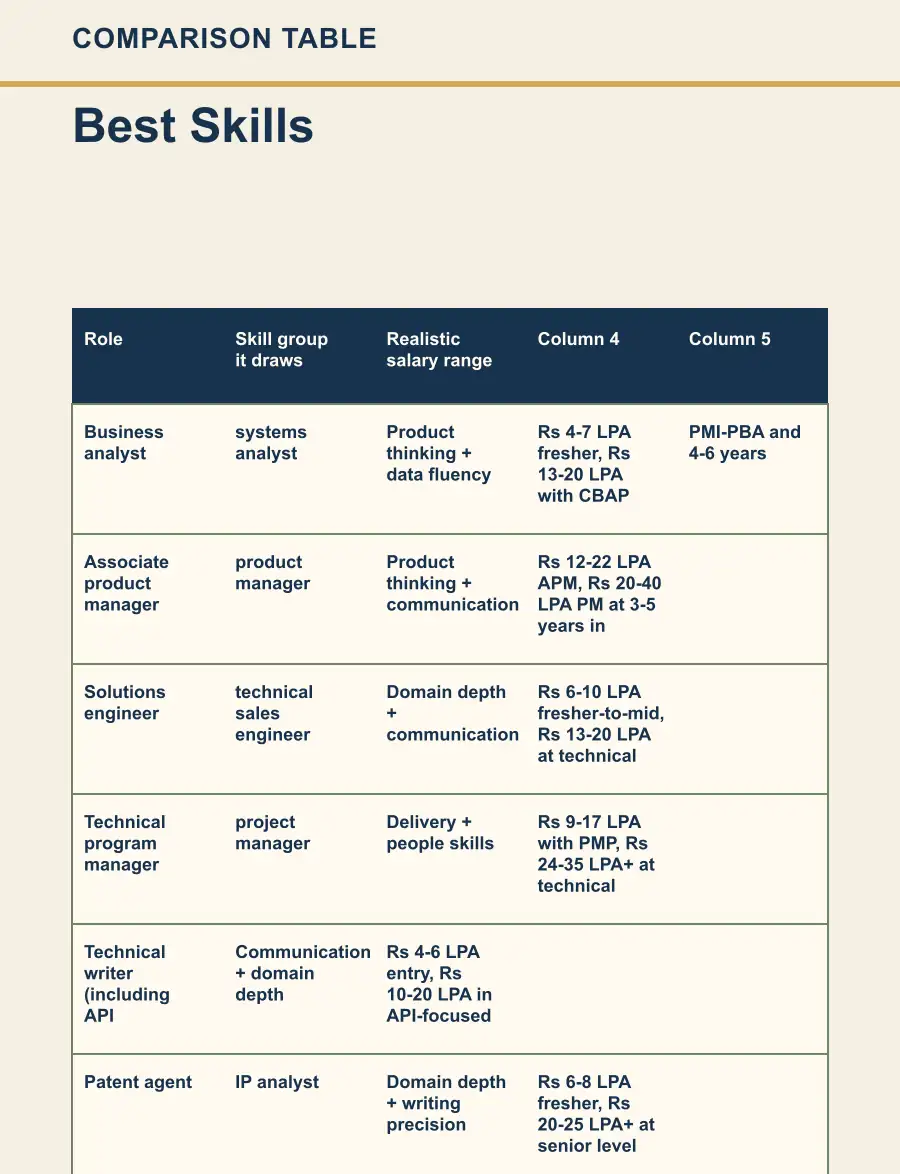 COMPARISON TABLE
Best Skills
Role
Skill group
it draws
Realistic
salary range
Column 4
Column 5
Business
analyst
systems
analyst
Product
thinking +
data fluency
Rs 4-7 LPA
fresher, Rs
13-20 LPA
with CBAP
PMI-PBA and
4-6 years
Associate
product
manager
product
manager
Product
thinking +
communication
Rs 12-22 LPA
APM, Rs 20-40
LPA PM at 3-5
years in
Solutions
engineer
technical
sales
engineer
Domain depth
+
communication
Rs 6-10 LPA
fresher-to-mid,
Rs 13-20 LPA
at technical
Technical
program
manager
project
manager
Delivery +
people skills
Rs 9-17 LPA
with PMP, Rs
24-35 LPA+ at
technical
Technical
writer
(including
API
Communication
+ domain
depth
Rs 4-6 LPA
entry, Rs
10-20 LPA in
API-focused
Patent agent
IP analyst
Domain depth
+ writing
precision
Rs 6-8 LPA
fresher, Rs
20-25 LPA+ at
senior level